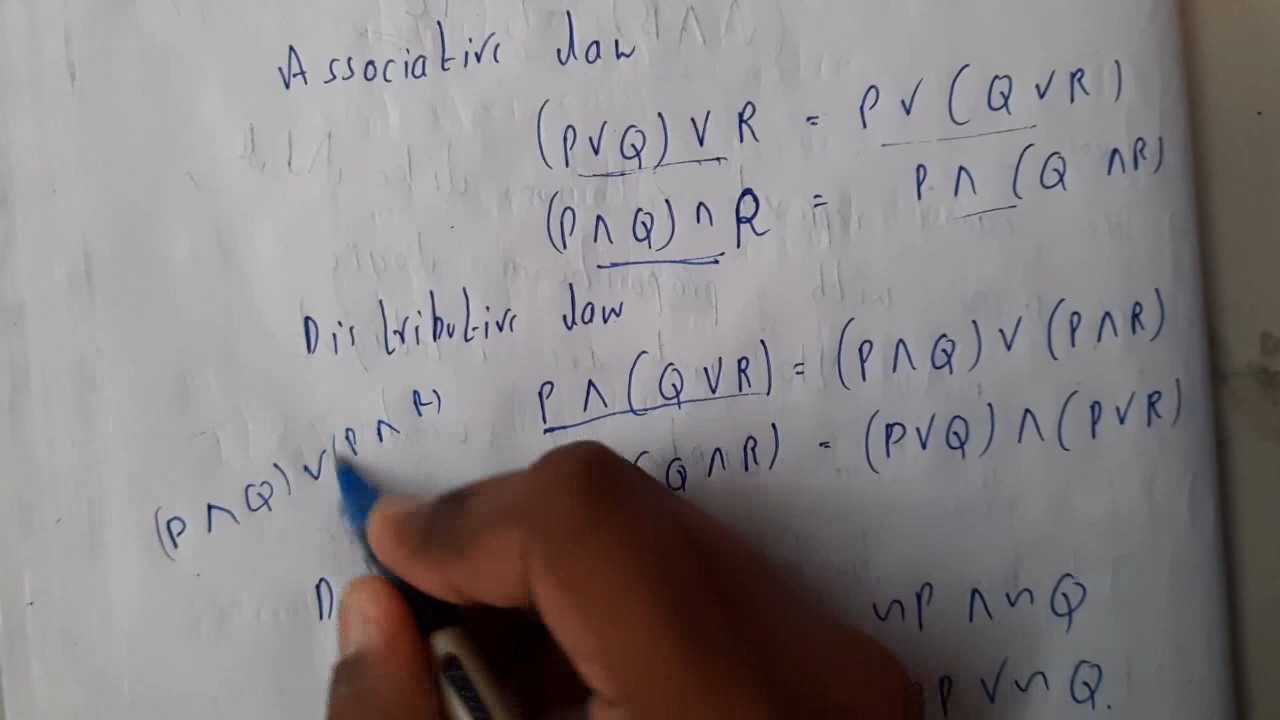 Associative law
(P∨Q) ∨ R = P ∨ (Q ∨ R)
(P ∧ Q) ∧ R = P ∧ (Q ∧ R)
Distributive law
P ∧ (Q ∨ R) = (P ∧ Q) ∨ (P ∧ R)
(Q ∧ R) = (P ∨ Q) ∧ (P ∨ R)
(P ∧ Q) ∨ (P ∧ R)
D
~P ∧ ~Q
P ∨ ~Q.